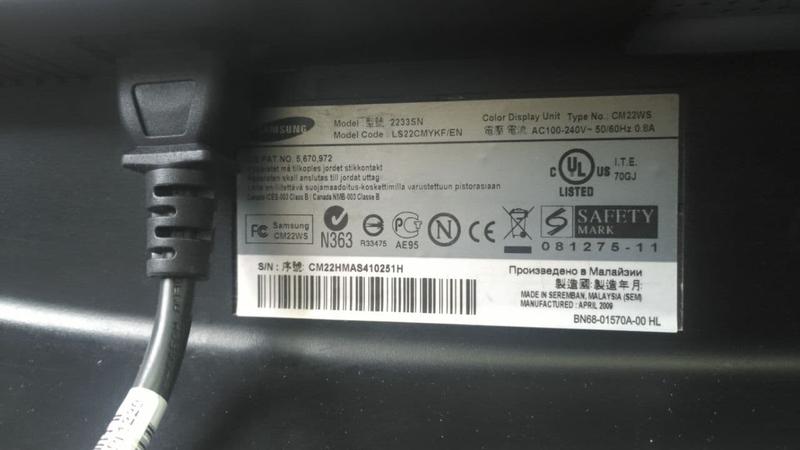 SAMSUNG
Model 型號 2233SN
Model Code : LS22CMYKF/EN
Color Display Unit Type No.: CM22WS
電壓 電流 AC100-240V~ 50/60Hz 0.8A
PAT NO. 5,670,972
Apparatet må tilkoples jordet stikkontakt
Apparaten skall anslutas till jordat uttag
Laite on liitettävä suojamaadoitus-koskettimilla varustettuun pistorasiaan
Canada ICES-003 Class B / Canada NMB-003 Classe B
C UL US
LISTED
I.T.E.
70GJ
FC Samsung
CM22WS
N363
R33475
AE95
N
CE
S SAFETY
MARK
081275-11
S/N : 序號: CM22HMAS410251H
Произведено в Малайзии
製造國: 製造年月:
MADE IN SEREMBAN, MALAYSIA (SEM)
MANUFACTURED : APRIL 2009
BN68-01570A-00 HL